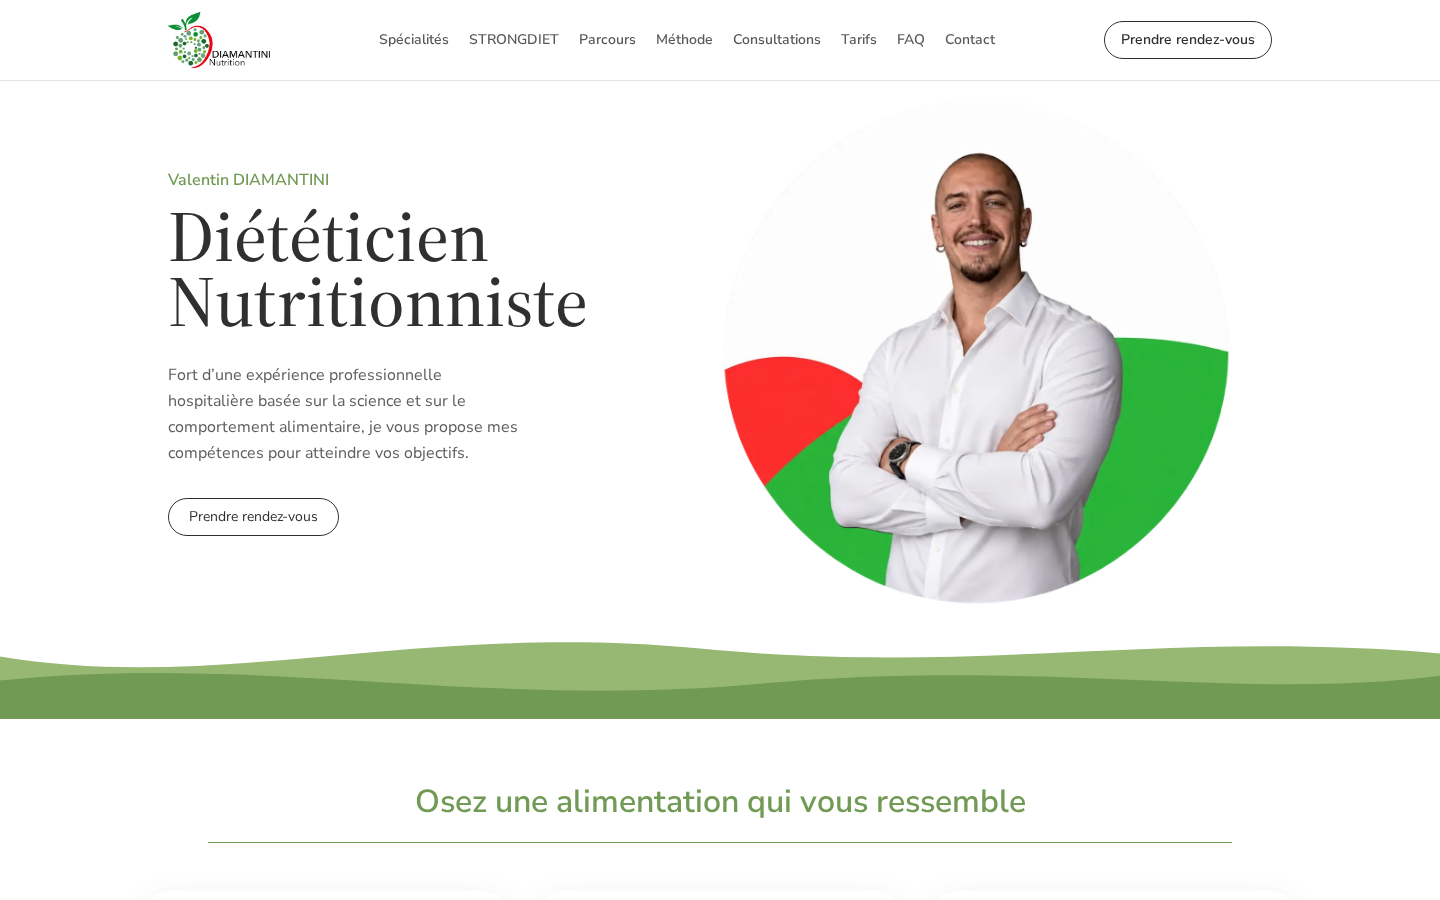 DIAMANTINI
Nutrition
Spécialités STRONGDIET Parcours Méthode Consultations Tarifs FAQ Contact
Prendre rendez-vous
Valentin DIAMANTINI
Diététicien
Nutritionniste
Fort d’une expérience professionnelle
hospitalière basée sur la science et sur le
comportement alimentaire, je vous propose mes
compétences pour atteindre vos objectifs.
Prendre rendez-vous
Osez une alimentation qui vous ressemble